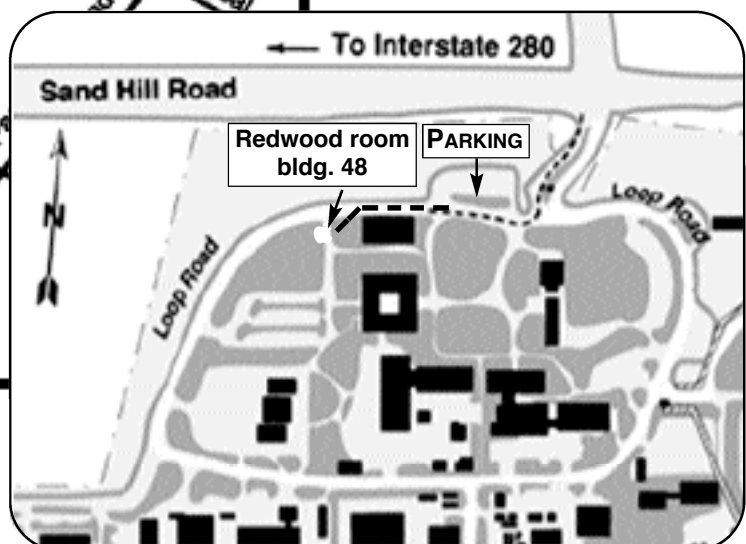 To Interstate 280
Sand Hill Road
Redwood room
bldg. 48
PARKING
Loop Road
N
Loop Road